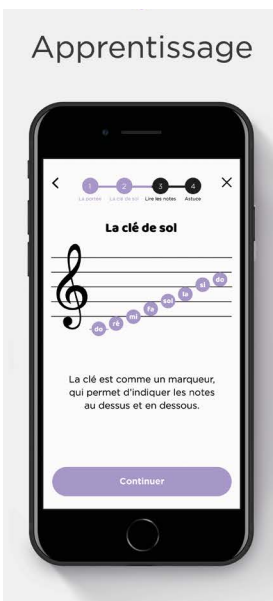 Apprentissage
1 2 3 4
La portée La clé de sol Lire les notes Astuce
La clé de sol
do ré mi fa sol la si do
La clé est comme un marqueur,
qui permet d'indiquer les notes
au dessus et en dessous.
Continuer